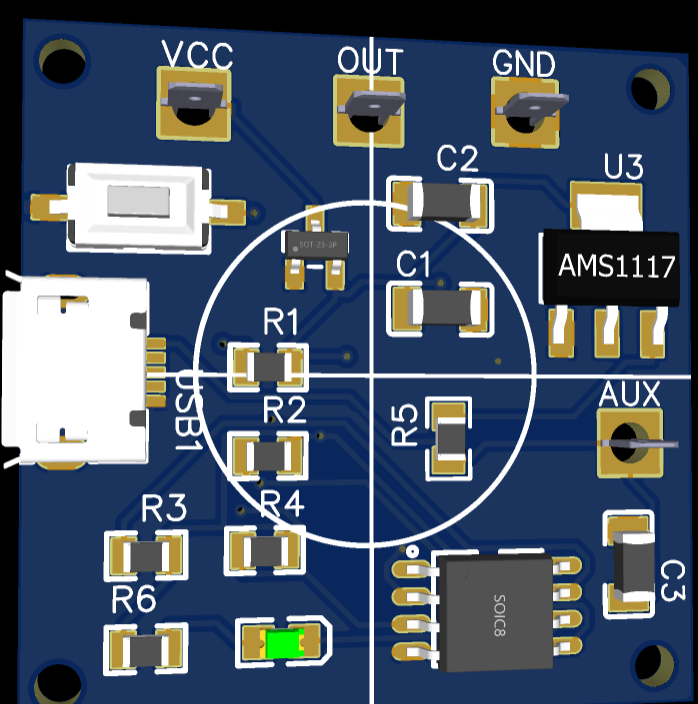 VCC OUT GND
C2 U3
SOT-23-3P
C1 AMS1117
R1
USB1
R2 R5 AUX
R4
R3
R6
SOIC8
C3